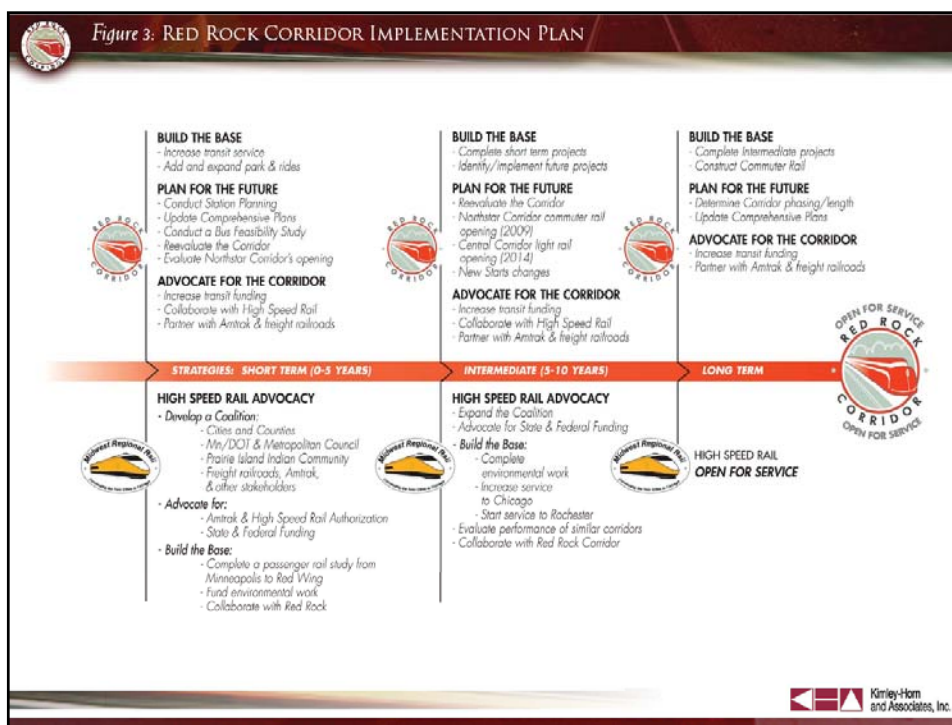 Figure 3: RED ROCK CORRIDOR IMPLEMENTATION PLAN
BUILD THE BASE
- Increase transit service
- Add and expand park & rides
PLAN FOR THE FUTURE
- Conduct Station Planning
- Update Comprehensive Plans
- Conduct a Bus Feasibility Study
- Reevaluate the Corridor
- Evaluate Northstar Corridor's opening
ADVOCATE FOR THE CORRIDOR
- Increase transit funding
- Collaborate with High Speed Rail
- Partner with Amtrak & freight railroads
BUILD THE BASE
- Complete short term projects
- Identify/implement future projects
PLAN FOR THE FUTURE
- Reevaluate the Corridor
- Northstar Corridor commuter rail
opening (2009)
- Central Corridor light rail
opening (2014)
- New Starts changes
ADVOCATE FOR THE CORRIDOR
- Increase transit funding
- Collaborate with High Speed Rail
- Partner with Amtrak & freight railroads
BUILD THE BASE
- Complete Intermediate projects
- Construct Commuter Rail
PLAN FOR THE FUTURE
- Determine Corridor phasing/length
- Update Comprehensive Plans
ADVOCATE FOR THE CORRIDOR
- Increase transit funding
- Partner with Amtrak & freight railroads
RED ROCK
CORRIDOR
RED ROCK
CORRIDOR
RED ROCK
CORRIDOR
STRATEGIES: SHORT TERM (0-5 YEARS)
INTERMEDIATE (5-10 YEARS)
LONG TERM
OPEN FOR SERVICE
RED ROCK
CORRIDOR
OPEN FOR SERVICE
HIGH SPEED RAIL ADVOCACY
• Develop a Coalition:
- Cities and Counties
- Mn/DOT & Metropolitan Council
- Prairie Island Indian Community
- Freight railroads, Amtrak,
& other stakeholders
• Advocate for:
- Amtrak & High Speed Rail Authorization
- State & Federal Funding
• Build the Base:
- Complete a passenger rail study from
Minneapolis to Red Wing
- Fund environmental work
- Collaborate with Red Rock
HIGH SPEED RAIL ADVOCACY
- Expand the Coalition
- Advocate for State & Federal Funding
• Build the Base:
- Complete
environmental work
- Increase service
to Chicago
- Start service to Rochester
- Evaluate performance of similar corridors
- Collaborate with Red Rock Corridor
HIGH SPEED RAIL
OPEN FOR SERVICE
Midwest Regional Rail
Midwest Regional Rail
Midwest Regional Rail
Kimley-Horn
and Associates, Inc.